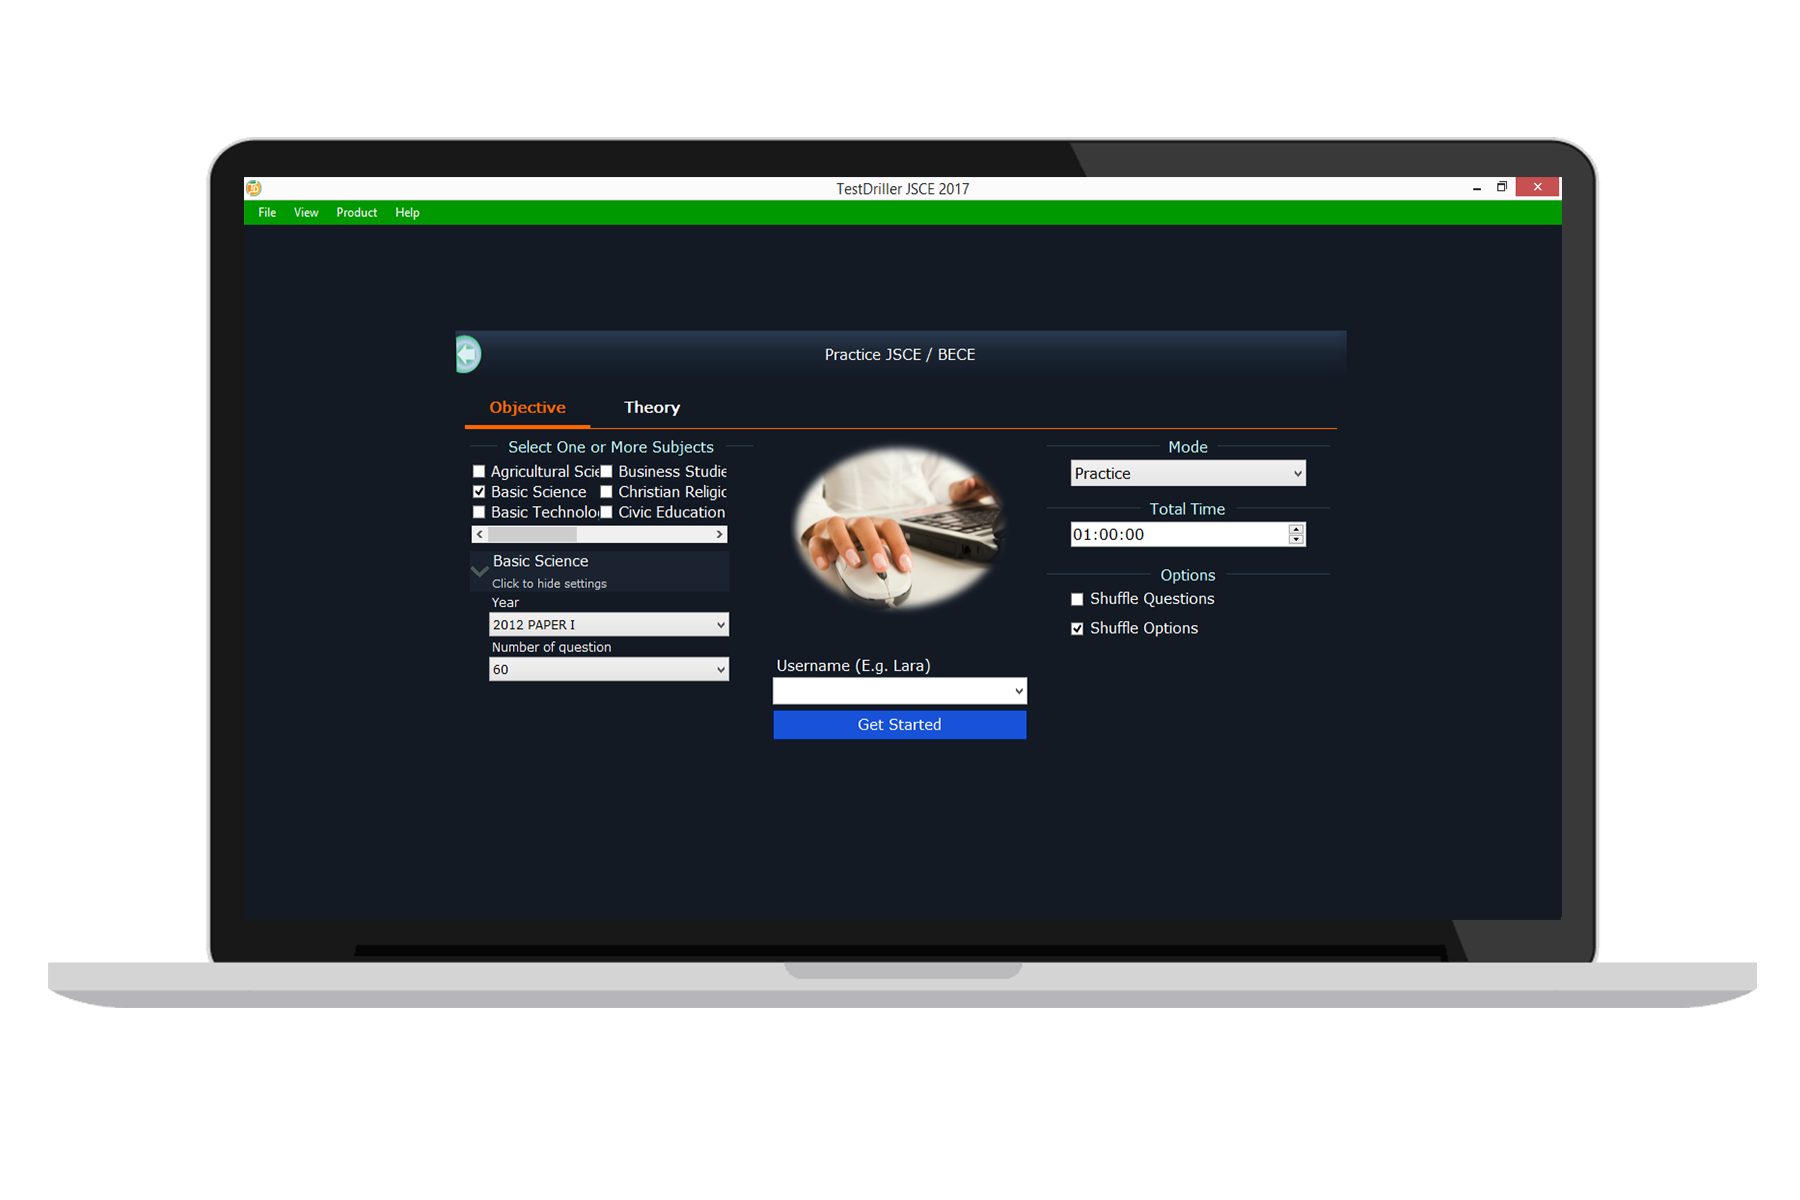 TestDriller JSCE 2017
File View Product Help
Practice JSCE / BECE
Objective Theory
Select One or More Subjects
Agricultural Scie Business Studie
Basic Science Christian Religic
Basic Technolo Civic Education
Basic Science
Click to hide settings
Year
2012 PAPER I
Number of question
60
Username (E.g. Lara)
Get Started
Mode
Practice
Total Time
01:00:00
Options
Shuffle Questions
Shuffle Options